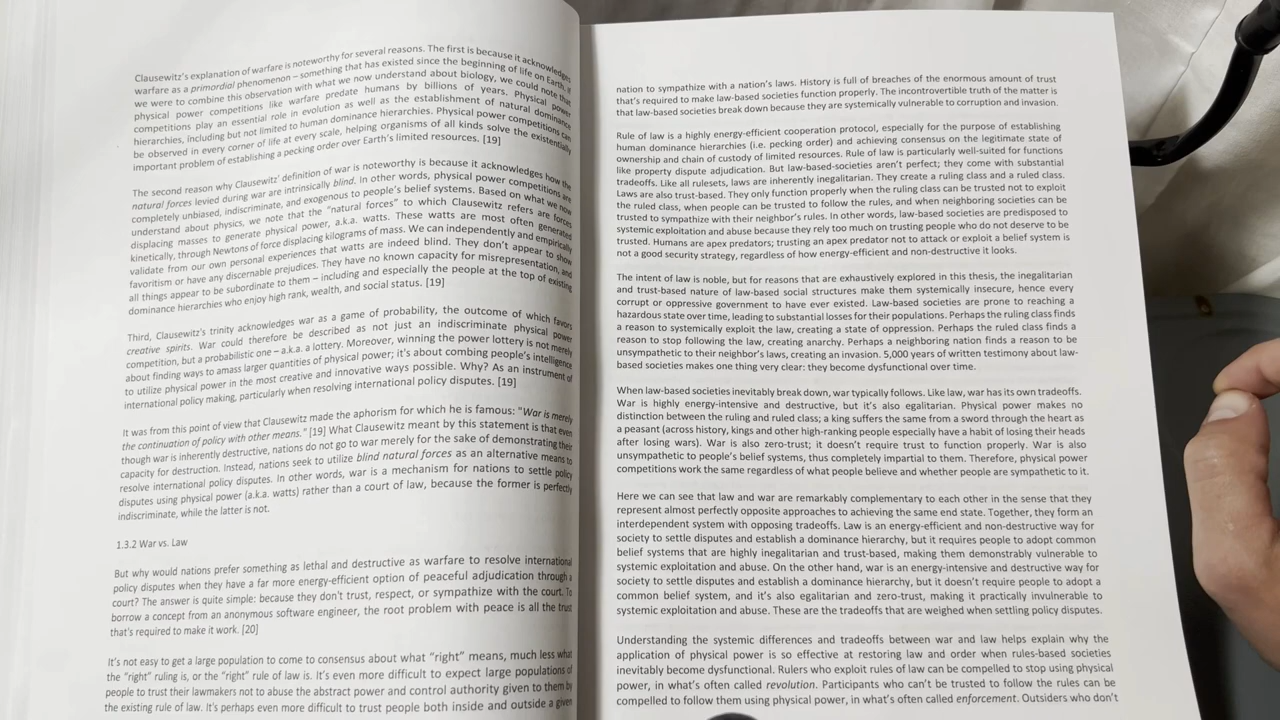 Clausewitz's explanation of warfare is noteworthy for several reasons. The first is because it acknowledges
warfare as a primordial phenomenon – something that has existed since the beginning of life on Earth. If
we were to combine this observation with what we now understand about biology, we could note that
physical power competitions like warfare predate humans by billions of years. Physical power
competitions play an essential role in evolution as well as the establishment of natural dominance
hierarchies, including but not limited to human dominance hierarchies. Physical power competitions can
be observed in every corner of life at every scale, helping organisms of all kinds solve the existentially
important problem of establishing a pecking order over Earth's limited resources. [19]
The second reason why Clausewitz' definition of war is noteworthy is because it acknowledges how the
natural forces levied during war are intrinsically blind. In other words, physical power competitions are
completely unbiased, indiscriminate, and exogenous to people's belief systems. Based on what we now
understand about physics, we note that the "natural forces" to which Clausewitz refers are forces
displacing masses to generate physical power, a.k.a. watts. These watts are most often generated
kinetically, through Newtons of force displacing kilograms of mass. We can independently and empirically
validate from our own personal experiences that watts are indeed blind. They don't appear to show
favoritism or have any discernable prejudices. They have no known capacity for misrepresentation, and
all things appear to be subordinate to them – including and especially the people at the top of existing
dominance hierarchies who enjoy high rank, wealth, and social status. [19]
Third, Clausewitz's trinity acknowledges war as a game of probability, the outcome of which favors
creative spirits. War could therefore be described as not just an indiscriminate physical power
competition, but a probabilistic one – a.k.a. a lottery. Moreover, winning the power lottery is not merely
about finding ways to amass larger quantities of physical power; it's about combing people's intelligence
to utilize physical power in the most creative and innovative ways possible. Why? As an instrument of
international policy making, particularly when resolving international policy disputes. [19]
It was from this point of view that Clausewitz made the aphorism for which he is famous: "War is merely
the continuation of policy with other means." [19] What Clausewitz meant by this statement is that even
though war is inherently destructive, nations do not go to war merely for the sake of demonstrating their
capacity for destruction. Instead, nations seek to utilize blind natural forces as an alternative means to
resolve international policy disputes. In other words, war is a mechanism for nations to settle policy
disputes using physical power (a.k.a. watts) rather than a court of law, because the former is perfectly
indiscriminate, while the latter is not.
1.3.2 War vs. Law
But why would nations prefer something as lethal and destructive as warfare to resolve international
policy disputes when they have a far more energy-efficient option of peaceful adjudication through a
court? The answer is quite simple: because they don't trust, respect, or sympathize with the court. To
borrow a concept from an anonymous software engineer, the root problem with peace is all the trust
that's required to make it work. [20]
It's not easy to get a large population to come to consensus about what "right" means, much less what
the "right" ruling is, or the "right" rule of law is. It's even more difficult to expect large populations of
people to trust their lawmakers not to abuse the abstract power and control authority given to them by
the existing rule of law. It's perhaps even more difficult to trust people both inside and outside a given
nation to sympathize with a nation's laws. History is full of breaches of the enormous amount of trust
that's required to make law-based societies function properly. The incontrovertible truth of the matter is
that law-based societies break down because they are systemically vulnerable to corruption and invasion.
Rule of law is a highly energy-efficient cooperation protocol, especially for the purpose of establishing
human dominance hierarchies (i.e. pecking order) and achieving consensus on the legitimate state of
ownership and chain of custody of limited resources. Rule of law is particularly well-suited for functions
like property dispute adjudication. But law-based-societies aren't perfect; they come with substantial
tradeoffs. Like all rulesets, laws are inherently inegalitarian. They create a ruling class and a ruled class.
Laws are also trust-based. They only function properly when the ruling class can be trusted not to exploit
the ruled class, when people can be trusted to follow the rules, and when neighboring societies can be
trusted to sympathize with their neighbor's rules. In other words, law-based societies are predisposed to
systemic exploitation and abuse because they rely too much on trusting people who do not deserve to be
trusted. Humans are apex predators; trusting an apex predator not to attack or exploit a belief system is
not a good security strategy, regardless of how energy-efficient and non-destructive it looks.
The intent of law is noble, but for reasons that are exhaustively explored in this thesis, the inegalitarian
and trust-based nature of law-based social structures make them systemically insecure, hence every
corrupt or oppressive government to have ever existed. Law-based societies are prone to reaching a
hazardous state over time, leading to substantial losses for their populations. Perhaps the ruling class finds
a reason to systemically exploit the law, creating a state of oppression. Perhaps the ruled class finds a
reason to stop following the law, creating anarchy. Perhaps a neighboring nation finds a reason to be
unsympathetic to their neighbor's laws, creating an invasion. 5,000 years of written testimony about law-
based societies makes one thing very clear: they become dysfunctional over time.
When law-based societies inevitably break down, war typically follows. Like law, war has its own tradeoffs.
War is highly energy-intensive and destructive, but it's also egalitarian. Physical power makes no
distinction between the ruling and ruled class; a king suffers the same from a sword through the heart as
a peasant (across history, kings and other high-ranking people especially have a habit of losing their heads
after losing wars). War is also zero-trust; it doesn't require trust to function properly. War is also
unsympathetic to people's belief systems, thus completely impartial to them. Therefore, physical power
competitions work the same regardless of what people believe and whether people are sympathetic to it.
Here we can see that law and war are remarkably complementary to each other in the sense that they
represent almost perfectly opposite approaches to achieving the same end state. Together, they form an
interdependent system with opposing tradeoffs. Law is an energy-efficient and non-destructive way for
society to settle disputes and establish a dominance hierarchy, but it requires people to adopt common
belief systems that are highly inegalitarian and trust-based, making them demonstrably vulnerable to
systemic exploitation and abuse. On the other hand, war is an energy-intensive and destructive way for
society to settle disputes and establish a dominance hierarchy, but it doesn't require people to adopt a
common belief system, and it's also egalitarian and zero-trust, making it practically invulnerable to
systemic exploitation and abuse. These are the tradeoffs that are weighed when settling policy disputes.
Understanding the systemic differences and tradeoffs between war and law helps explain why the
application of physical power is so effective at restoring law and order when rules-based societies
inevitably become dysfunctional. Rulers who exploit rules of law can be compelled to stop using physical
power, in what's often called revolution. Participants who can't be trusted to follow the rules can be
compelled to follow them using physical power, in what's often called enforcement. Outsiders who don't